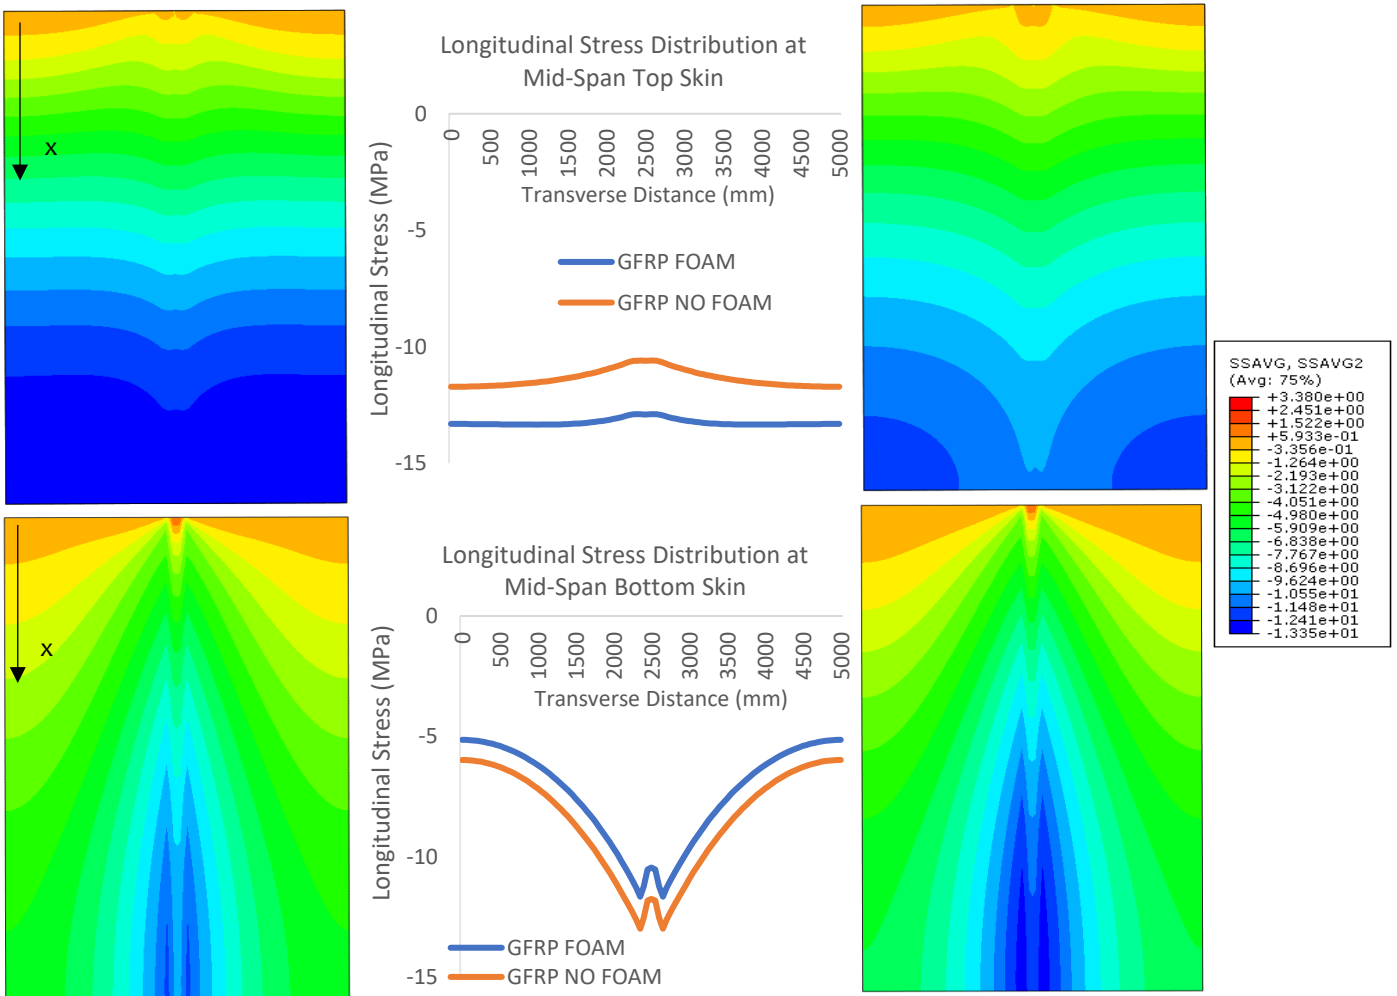 x
Longitudinal Stress Distribution at
Mid-Span Top Skin
Longitudinal Stress (MPa)
0
-5
-10
-15
0
500
1000
1500
2000
2500
3000
3500
4000
4500
5000
Transverse Distance (mm)
GFRP FOAM
GFRP NO FOAM
SSAVG, SSAVG2
(Avg: 75%)
+3.380e+00
+2.451e+00
+1.522e+00
+5.933e-01
-3.356e-01
-1.264e+00
-2.193e+00
-3.122e+00
-4.051e+00
-4.980e+00
-5.909e+00
-6.838e+00
-7.767e+00
-8.696e+00
-9.624e+00
-1.055e+01
-1.148e+01
-1.241e+01
-1.335e+01
x
Longitudinal Stress Distribution at
Mid-Span Bottom Skin
Longitudinal Stress (MPa)
0
-5
-10
-15
0
500
1000
1500
2000
2500
3000
3500
4000
4500
5000
Transverse Distance (mm)
GFRP FOAM
GFRP NO FOAM